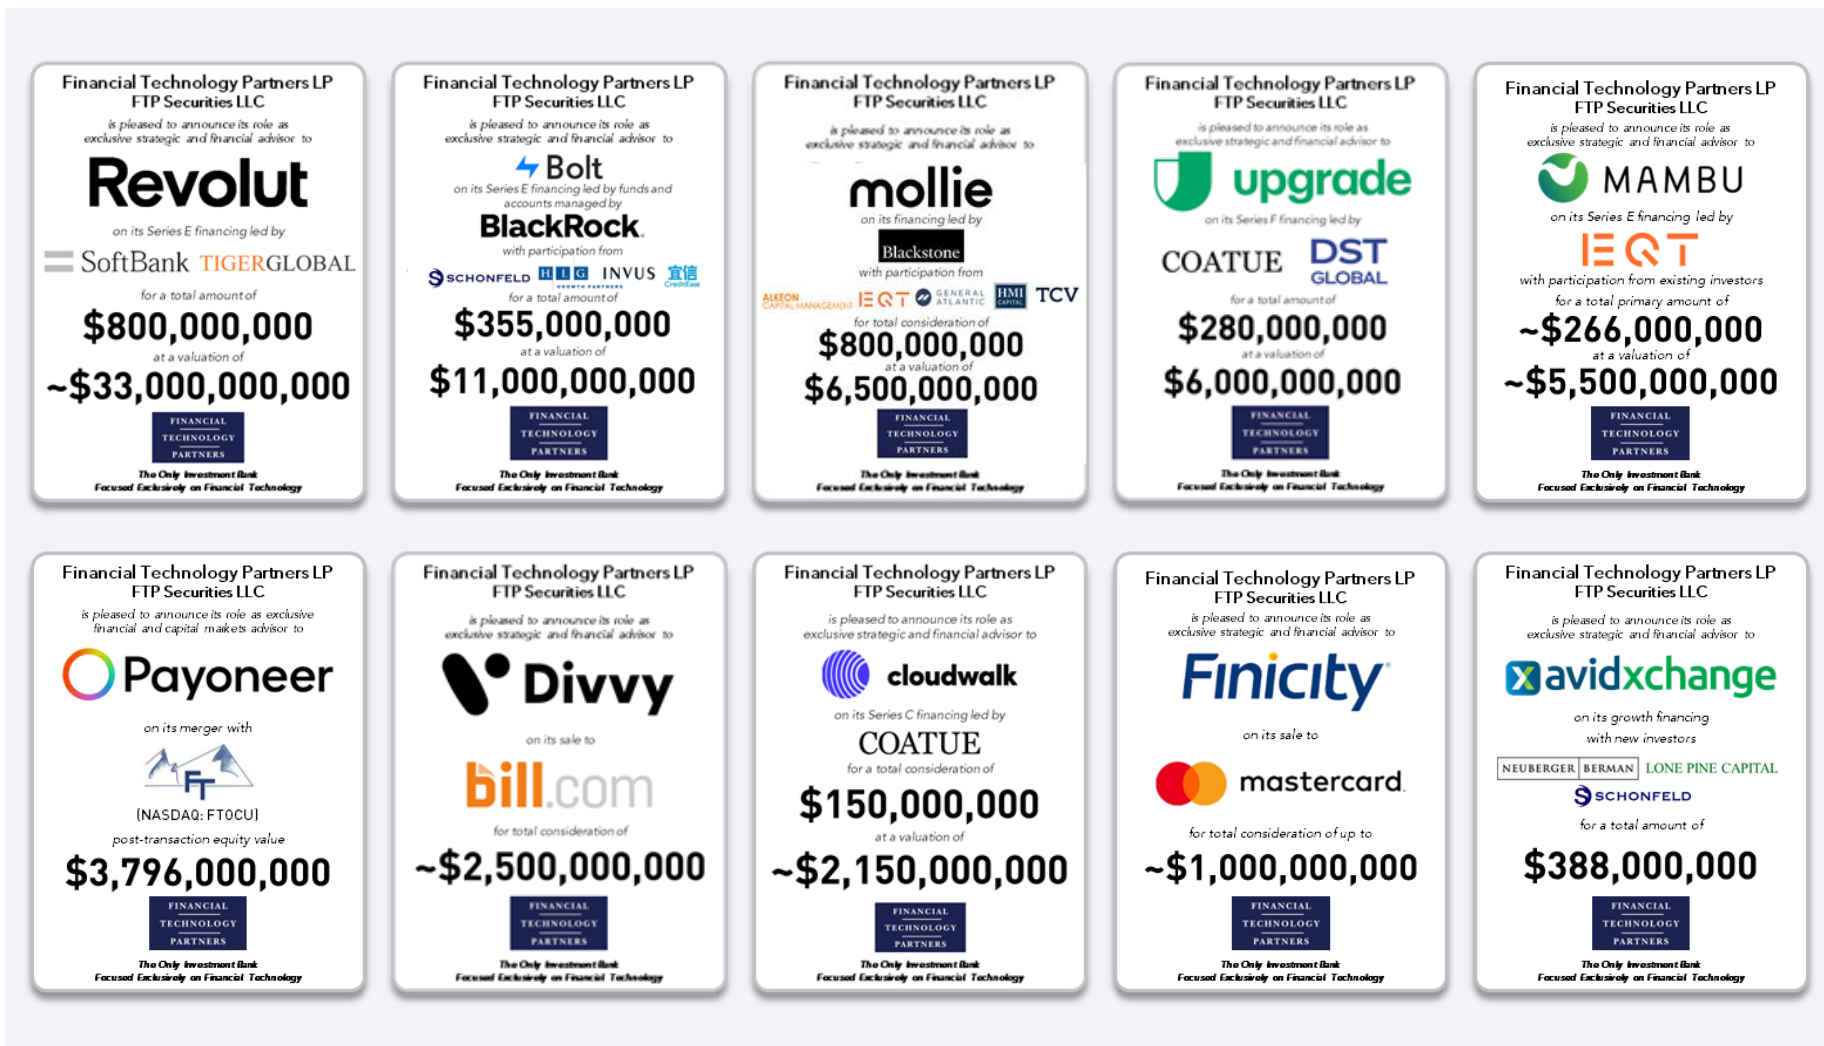 Financial Technology Partners LP
FTP Securities LLC
is pleased to announce its role as
exclusive strategic and financial advisor to
Revolut
on its Series E financing led by
SoftBank TIGERGLOBAL
for a total amount of
$800,000,000
at a valuation of
~$33,000,000,000
FINANCIAL
TECHNOLOGY
PARTNERS
The Only Investment Bank
Focused Exclusively on Financial Technology
Financial Technology Partners LP
FTP Securities LLC
is pleased to announce its role as
exclusive strategic and financial advisor to
Bolt
on its Series E financing led by funds and
accounts managed by
BlackRock.
with participation from
SCHONFELD HIG GROWTH PARTNERS INVUS 宜信 CreditEase
for a total amount of
$355,000,000
at a valuation of
$11,000,000,000
FINANCIAL
TECHNOLOGY
PARTNERS
The Only Investment Bank
Focused Exclusively on Financial Technology
Financial Technology Partners LP
FTP Securities LLC
is pleased to announce its role as
exclusive strategic and financial advisor to
mollie
on its financing led by
Blackstone
with participation from
ALKEON CAPITAL MANAGEMENT EQT GENERAL ATLANTIC HMI CAPITAL TCV
for total consideration of
$800,000,000
at a valuation of
$6,500,000,000
FINANCIAL
TECHNOLOGY
PARTNERS
The Only Investment Bank
Focused Exclusively on Financial Technology
Financial Technology Partners LP
FTP Securities LLC
is pleased to announce its role as
exclusive strategic and financial advisor to
upgrade
on its Series F financing led by
COATUE DST GLOBAL
for a total amount of
$280,000,000
at a valuation of
$6,000,000,000
FINANCIAL
TECHNOLOGY
PARTNERS
The Only Investment Bank
Focused Exclusively on Financial Technology
Financial Technology Partners LP
FTP Securities LLC
is pleased to announce its role as
exclusive strategic and financial advisor to
MAMBU
on its Series E financing led by
EQT
with participation from existing investors
for a total primary amount of
~$266,000,000
at a valuation of
~$5,500,000,000
FINANCIAL
TECHNOLOGY
PARTNERS
The Only Investment Bank
Focused Exclusively on Financial Technology
Financial Technology Partners LP
FTP Securities LLC
is pleased to announce its role as exclusive
financial and capital markets advisor to
Payoneer
on its merger with
FT
(NASDAQ: FTOCU)
post-transaction equity value
$3,796,000,000
FINANCIAL
TECHNOLOGY
PARTNERS
The Only Investment Bank
Focused Exclusively on Financial Technology
Financial Technology Partners LP
FTP Securities LLC
is pleased to announce its role as
exclusive strategic and financial advisor to
Divvy
on its sale to
bill.com
for total consideration of
~$2,500,000,000
FINANCIAL
TECHNOLOGY
PARTNERS
The Only Investment Bank
Focused Exclusively on Financial Technology
Financial Technology Partners LP
FTP Securities LLC
is pleased to announce its role as
exclusive strategic and financial advisor to
cloudwalk
on its Series C financing led by
COATUE
for a total consideration of
$150,000,000
at a valuation of
~$2,150,000,000
FINANCIAL
TECHNOLOGY
PARTNERS
The Only Investment Bank
Focused Exclusively on Financial Technology
Financial Technology Partners LP
FTP Securities LLC
is pleased to announce its role as
exclusive strategic and financial advisor to
Finicity
on its sale to
mastercard.
for total consideration of up to
~$1,000,000,000
FINANCIAL
TECHNOLOGY
PARTNERS
The Only Investment Bank
Focused Exclusively on Financial Technology
Financial Technology Partners LP
FTP Securities LLC
is pleased to announce its role as
exclusive strategic and financial advisor to
avidxchange
on its growth financing
with new investors
NEUBERGER BERMAN LONE PINE CAPITAL
SCHONFELD
for a total amount of
$388,000,000
FINANCIAL
TECHNOLOGY
PARTNERS
The Only Investment Bank
Focused Exclusively on Financial Technology